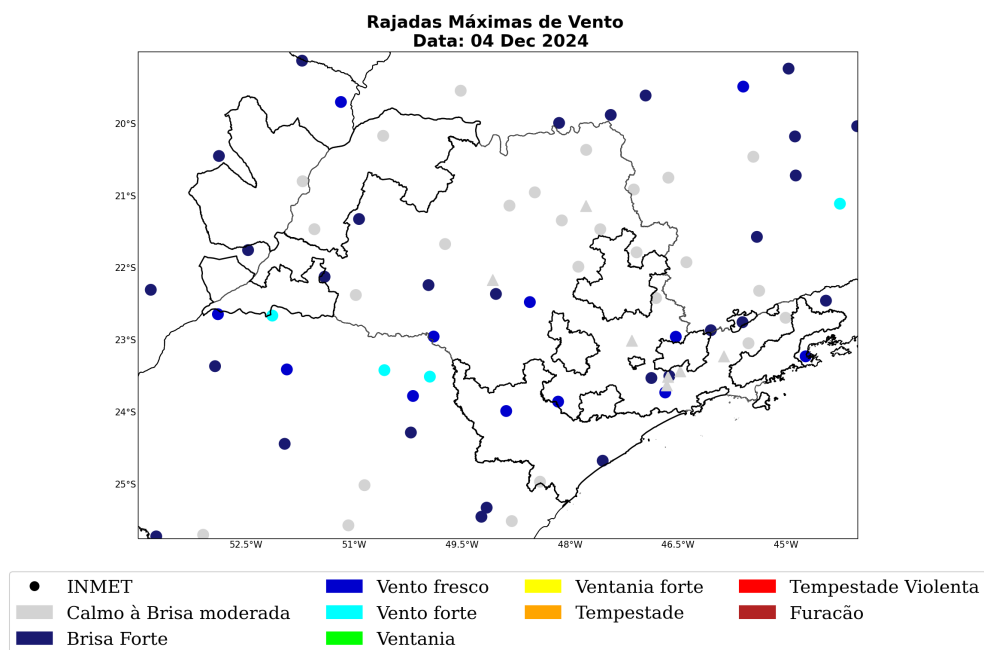 Rajadas Máximas de Vento
Data: 04 Dec 2024
20°S
21°S
22°S
23°S
24°S
25°S
52.5°W 51°W 49.5°W 48°W 46.5°W 45°W
INMET Vento fresco Ventania forte Tempestade Violenta
Calmo à Brisa moderada Vento forte Tempestade Furacão
Brisa Forte Ventania